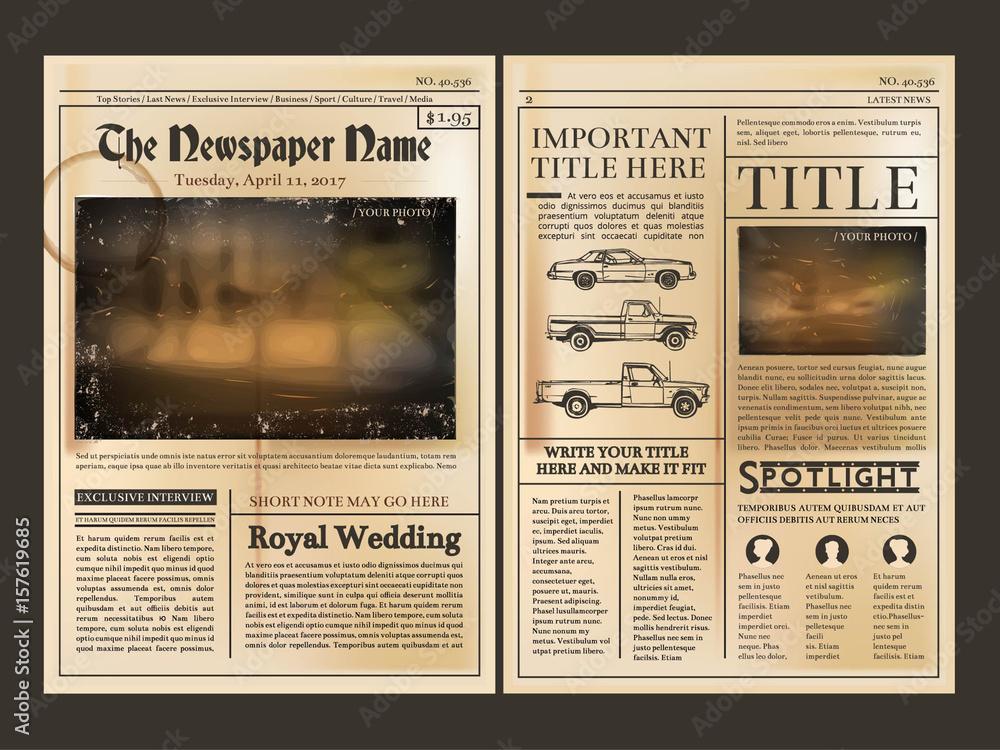 NO. 40.536
Top Stories / Last News / Exclusive Interview / Business / Sport / Culture / Travel / Media
$1.95
The Newspaper Name
Tuesday, April 11, 2017
/ YOUR PHOTO /
Sed ut perspiciatis unde omnis iste natus error sit voluptatem accusantium doloremque laudantium, totam rem
aperiam, eaque ipsa quae ab illo inventore veritatis et quasi architecto beatae vitae dicta sunt explicabo. Nemo
EXCLUSIVE INTERVIEW
ET HARUM QUIDEM RERUM FACILIS REPELLEN
Et harum quidem rerum facilis est et
expedita distinctio. Nam libero tempore,
cum soluta nobis est eligendi optio
cumque nihil impedit quo minus id quod
maxime placeat facere possimus, omnis
voluptas assumenda est, omnis dolor
repellendus. Temporibus autem
quibusdam et aut officiis debitis aut
rerum necessitatibus Ю Nam libero
tempore, cum soluta nobis est eligendi
optio cumque nihil impedit quo minus id
quod maxime placeat facere possimus,
SHORT NOTE MAY GO HERE
Royal Wedding
At vero eos et accusamus et iusto odio dignissimos ducimus qui
blanditiis praesentium voluptatum deleniti atque corrupti quos
dolores et quas molestias excepturi sint occaecati cupiditate non
provident, similique sunt in culpa qui officia deserunt mollitia
animi, id est laborum et dolorum fuga. Et harum quidem rerum
facilis est et expedita distinctio. Nam libero tempore, cum soluta
nobis est eligendi optio cumque nihil impedit quo minus id quod
maxime placeat facere possimus, omnis voluptas assumenda est,
omnis dolor repellendus. Temporibus autem quibusdam et aut
NO. 40.536
2
LATEST NEWS
IMPORTANT
TITLE HERE
At vero eos et accusamus et iusto
odio dignissimos ducimus qui blanditiis
praesentium voluptatum deleniti atque
corrupti quos dolores et quas molestias
excepturi sint occaecati cupiditate non
WRITE YOUR TITLE
HERE AND MAKE IT FIT
Nam pretium turpis et
arcu. Duis arcu tortor,
suscipit eget, imperdiet
ec, imperdiet iaculis,
ipsum. Sed aliquam
ultrices mauris.
Integer ante arcu,
accumsana,
consectetuer eget,
posuere ut, mauris.
Praesent adipiscing.
Phasel lusullamcorper
ipsum rutrum nunc.
Nunc nonum my
metus. Vestibulum vol
utpat pretium libero.
Phasellus lamcorpr
ipsum rutrum nunc.
Nunc non ummy
metus. Vestibulum
vest libero volutpat
pretium.
libero. Cras id dui.
Aenean ut eros et nisl
sagittis vestibulum.
Nullam nulla eros,
ultricies sit amet,
nonummy id,
imperdiet feugiat,
pede. Sed lectus. Donec
mollis hendrerit risus.
Phasellus nec sem in
justo pellentesque
facilisis. Etiam
Pellentesque commodo eros a enim. Vestibulum turpis
sem, aliquet eget, lobortis pellentesque, rutrum eu,
nisl. Sed libero
TITLE
/ YOUR PHOTO /
Aenean posuere, tortor sed cursus feugiat, nunc augue
blandit nunc, eu sollicitudin urna dolor sagittis lacus.
Donec elit libero, sodales nec, volutpat a, suscipit non,
turpis. Nullam sagittis. Suspendisse pulvinar, augue ac
venenatis condimentum, sem libero volutpat nibh, nec
pellentesque velit pede quis nunc. Vestibulum ante
ipsum primis in faucibus orci luctus et ultrices posuere
cubilia Curae; Fusce id purus. Ut varius tincidunt
libero. Phasellus dolor. Maecenas vestibulum mollis
SPOTLIGHT
TEMPORIBUS AUTEM QUIBUSDAM ET AUT
OFFICIIS DEBITIS AUT RERUM NECES
Phasellus nec
sem in justo
pellentesque
facilisis. Etiam
imperdiet
imperdiet orci.
Nunc nec
neque. Phas
ellus leo dolor,
Aenean ut eros
et nisl sagittis
vetibulum.
Phasellus nec
sem in justo
pelletesque
facili
sis. Etiam
imperdiet
Et harum
facilis est et
expedita distin
ctio.Phasellus-
nec sem in
justo pel
lentesque
facilisis. Etiam
Adobe Stock | #157619685